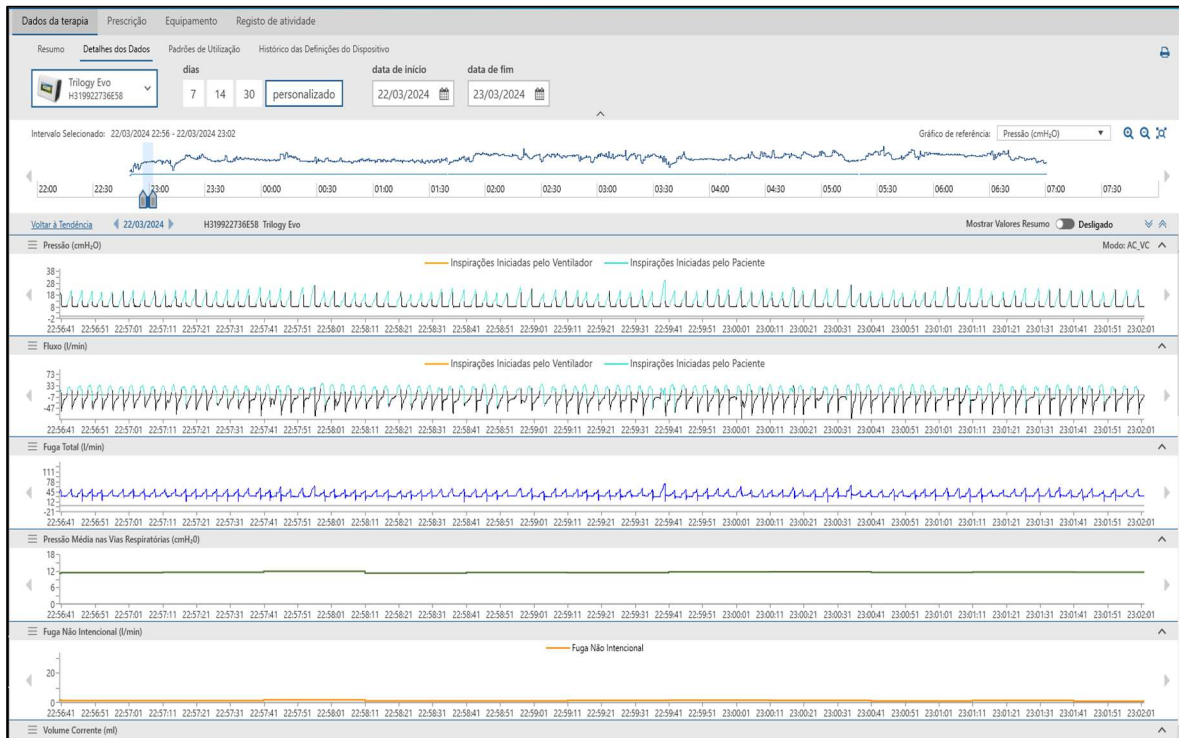 Dados da terapia Prescrição Equipamento Registo de atividade
Resumo Detalhes dos Dados Padrões de Utilização Histórico das Definições do Dispositivo
dias data de início data de fim
Trilogy Evo
H319922736E58
7 14 30 personalizado 22/03/2024 23/03/2024
Intervalo Selecionado: 22/03/2024 22:56 - 22/03/2024 23:02 Gráfico de referência: Pressão (cmH₂O)
22:00 22:30 23:00 23:30 00:00 00:30 01:00 01:30 02:00 02:30 03:00 03:30 04:00 04:30 05:00 05:30 06:00 06:30 07:00 07:30
Voltar à Tendência 22/03/2024 H319922736E58 Trilogy Evo Mostrar Valores Resumo Desligado
Pressão (cmH₂O) Modo: AC_VC
Inspirações Iniciadas pelo Ventilador Inspirações Iniciadas pelo Paciente
38
28
18
8
-2
22:56:41 22:56:51 22:57:01 22:57:11 22:57:21 22:57:31 22:57:41 22:57:51 22:58:01 22:58:11 22:58:21 22:58:31 22:58:41 22:58:51 22:59:01 22:59:11 22:59:21 22:59:31 22:59:41 22:59:51 23:00:01 23:00:11 23:00:21 23:00:31 23:00:41 23:00:51 23:01:01 23:01:11 23:01:21 23:01:31 23:01:41 23:01:51 23:02:01
Fluxo (l/min)
Inspirações Iniciadas pelo Ventilador Inspirações Iniciadas pelo Paciente
73
33
-7
-47
22:56:41 22:56:51 22:57:01 22:57:11 22:57:21 22:57:31 22:57:41 22:57:51 22:58:01 22:58:11 22:58:21 22:58:31 22:58:41 22:58:51 22:59:01 22:59:11 22:59:21 22:59:31 22:59:41 22:59:51 23:00:01 23:00:11 23:00:21 23:00:31 23:00:41 23:00:51 23:01:01 23:01:11 23:01:21 23:01:31 23:01:41 23:01:51 23:02:01
Fuga Total (l/min)
111
78
45
12
-21
22:56:41 22:56:51 22:57:01 22:57:11 22:57:21 22:57:31 22:57:41 22:57:51 22:58:01 22:58:11 22:58:21 22:58:31 22:58:41 22:58:51 22:59:01 22:59:11 22:59:21 22:59:31 22:59:41 22:59:51 23:00:01 23:00:11 23:00:21 23:00:31 23:00:41 23:00:51 23:01:01 23:01:11 23:01:21 23:01:31 23:01:41 23:01:51 23:02:01
Pressão Média nas Vias Respiratórias (cmH₂0)
18
12
6
0
22:56:41 22:56:51 22:57:01 22:57:11 22:57:21 22:57:31 22:57:41 22:57:51 22:58:01 22:58:11 22:58:21 22:58:31 22:58:41 22:58:51 22:59:01 22:59:11 22:59:21 22:59:31 22:59:41 22:59:51 23:00:01 23:00:11 23:00:21 23:00:31 23:00:41 23:00:51 23:01:01 23:01:11 23:01:21 23:01:31 23:01:41 23:01:51 23:02:01
Fuga Não Intencional (l/min)
Fuga Não Intencional
20
0
22:56:41 22:56:51 22:57:01 22:57:11 22:57:21 22:57:31 22:57:41 22:57:51 22:58:01 22:58:11 22:58:21 22:58:31 22:58:41 22:58:51 22:59:01 22:59:11 22:59:21 22:59:31 22:59:41 22:59:51 23:00:01 23:00:11 23:00:21 23:00:31 23:00:41 23:00:51 23:01:01 23:01:11 23:01:21 23:01:31 23:01:41 23:01:51 23:02:01
Volume Corrente (ml)